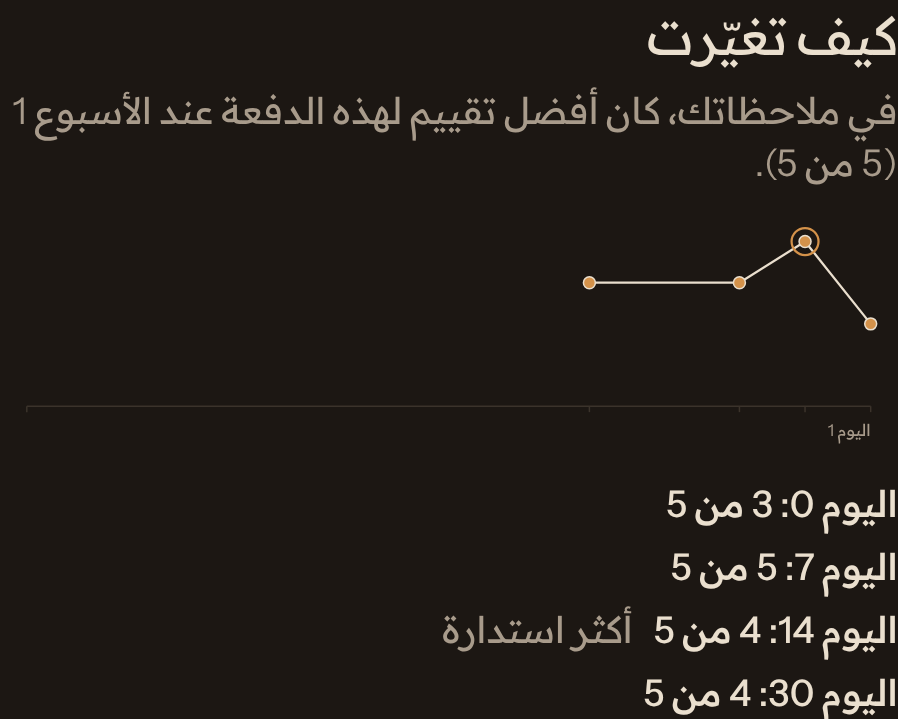 كيف تغيّرت
في ملاحظاتك، كان أفضل تقييم لهذه الدفعة عند الأسبوع 1
(5 من 5).
اليوم 1
اليوم 0: 3 من 5
اليوم 7: 5 من 5
اليوم 14: 4 من 5 أكثر استدارة
اليوم 30: 4 من 5